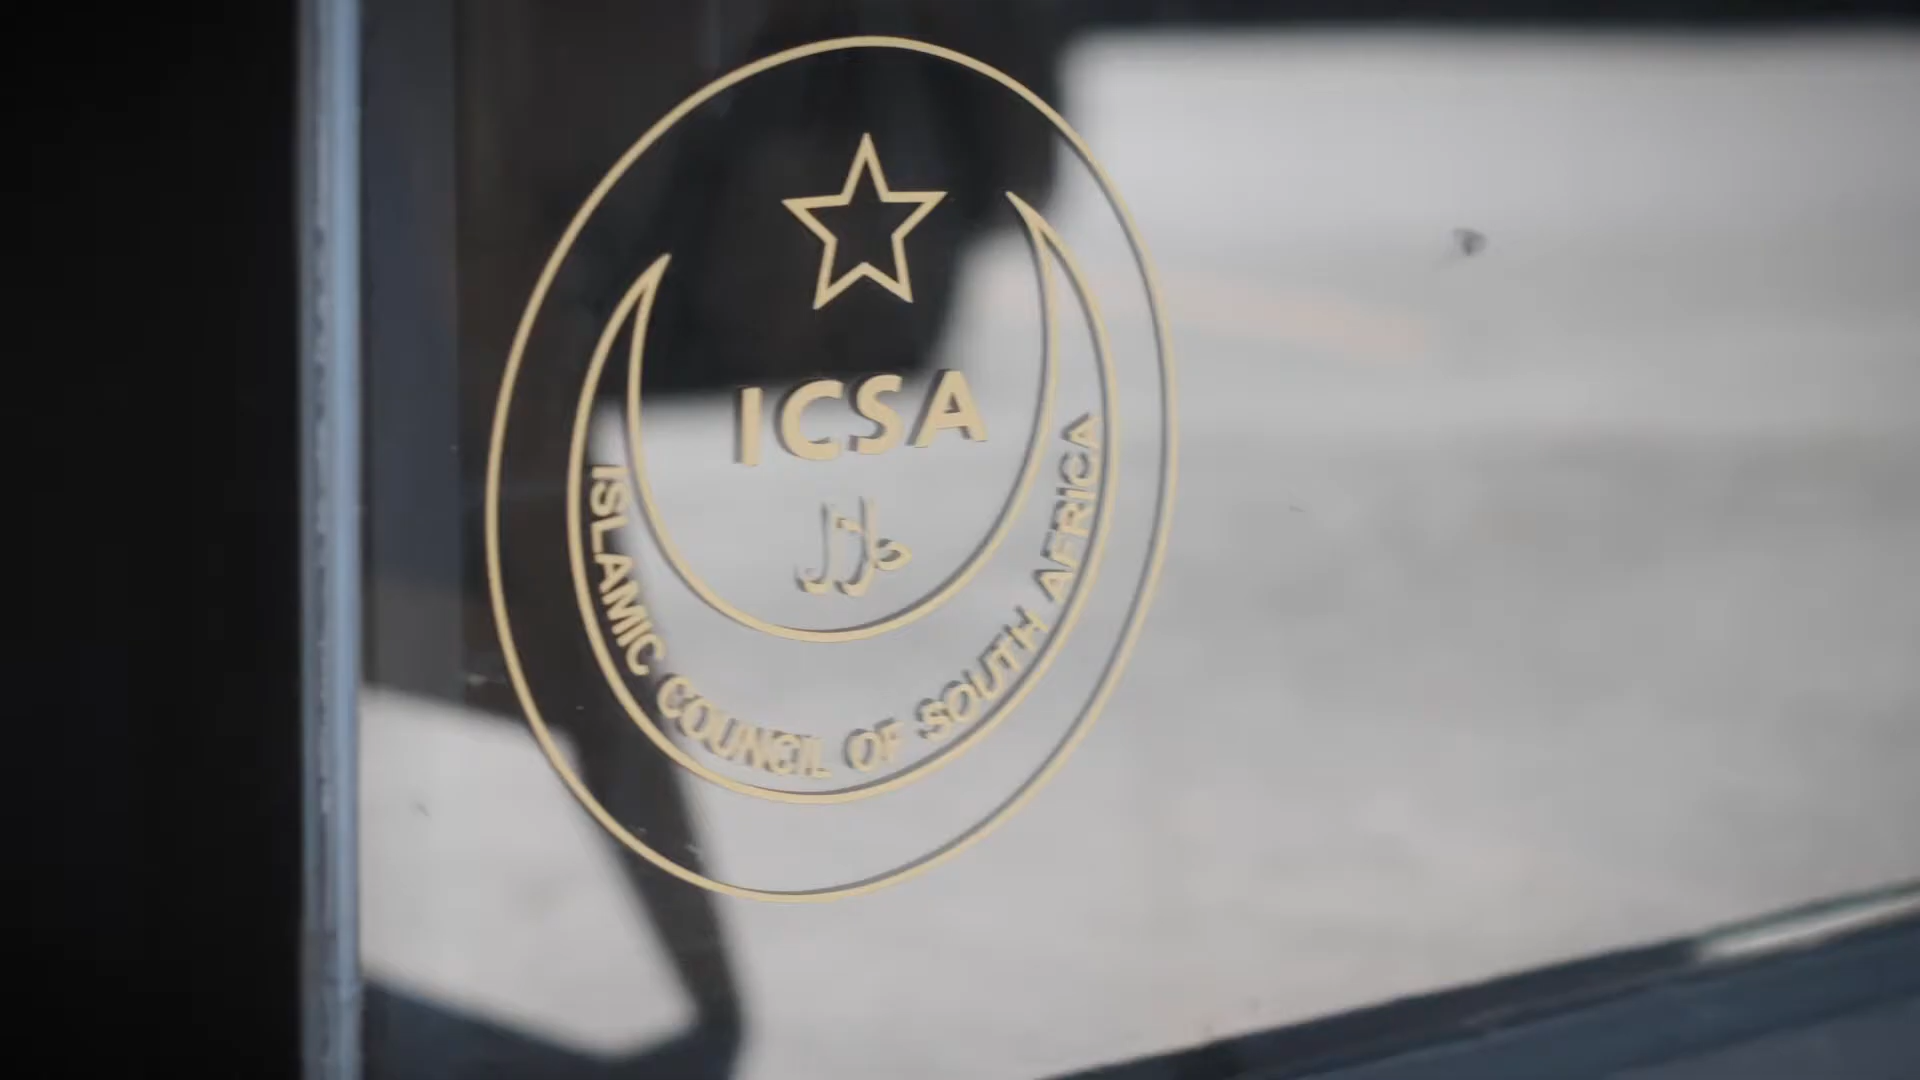 ICSA
حلال
ISLAMIC COUNCIL OF SOUTH AFRICA